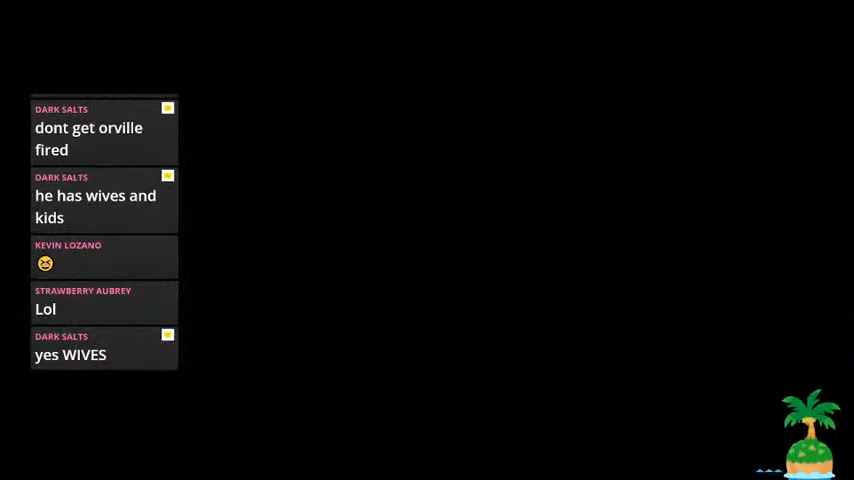 DARK SALTS
dont get orville
fired
DARK SALTS
he has wives and
kids
KEVIN LOZANO
STRAWBERRY AUBREY
Lol
DARK SALTS
yes WIVES